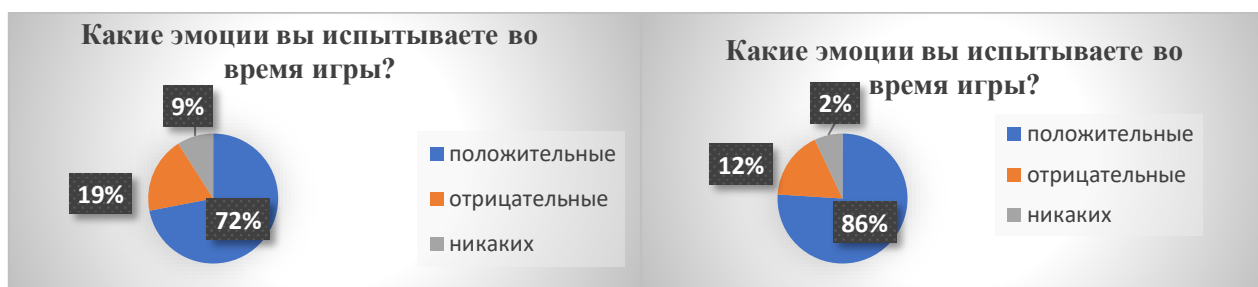 Какие эмоции вы испытываете во
время игры?
9%
19%
72%
положительные
отрицательные
никаких
Какие эмоции вы испытываете во
время игры?
2%
12%
86%
положительные
отрицательные
никаких